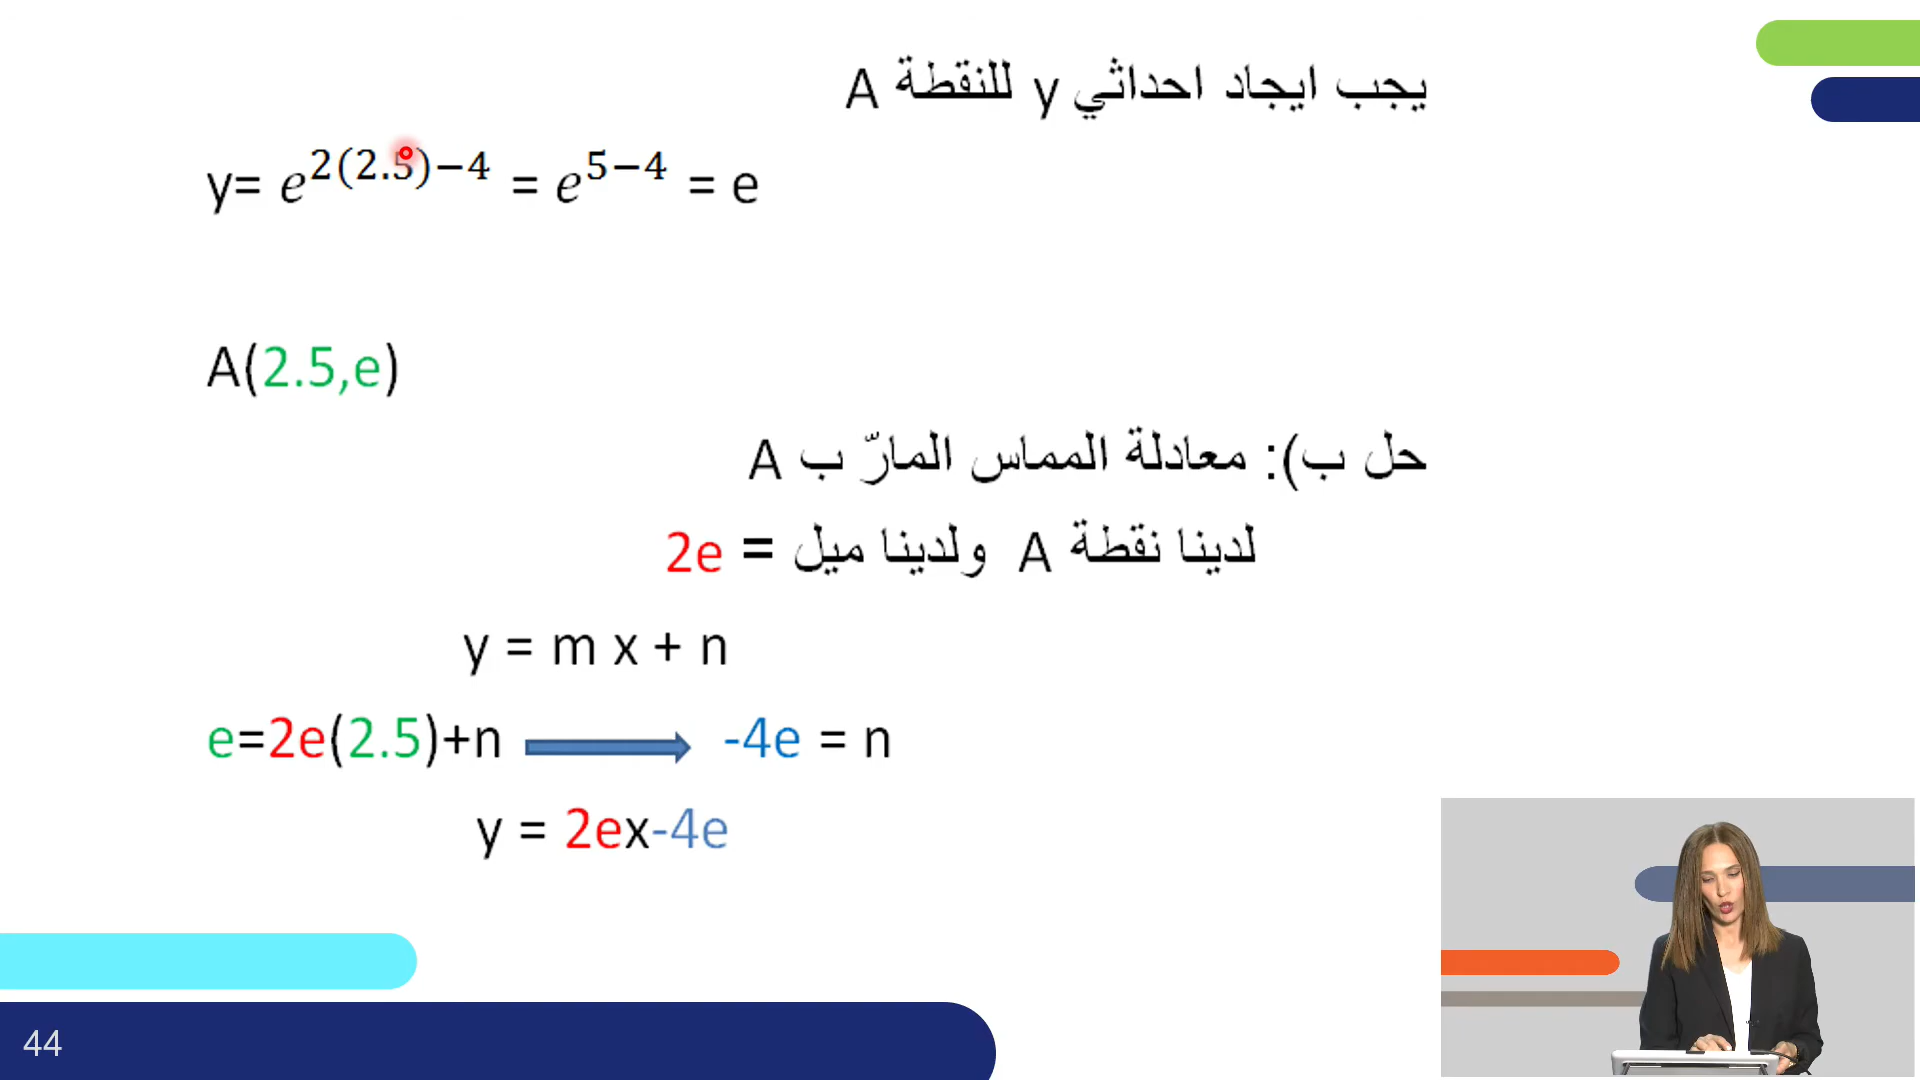 يجب ايجاد احداثي y للنقطة A
y= e^{2(2.5)−4} = e^{5−4} = e
A(2.5,e)
حل ب): معادلة المماس المارّ ب A
لدينا نقطة A ولدينا ميل = 2e
y = m x + n
e=2e(2.5)+n -4e = n
y = 2ex-4e
44